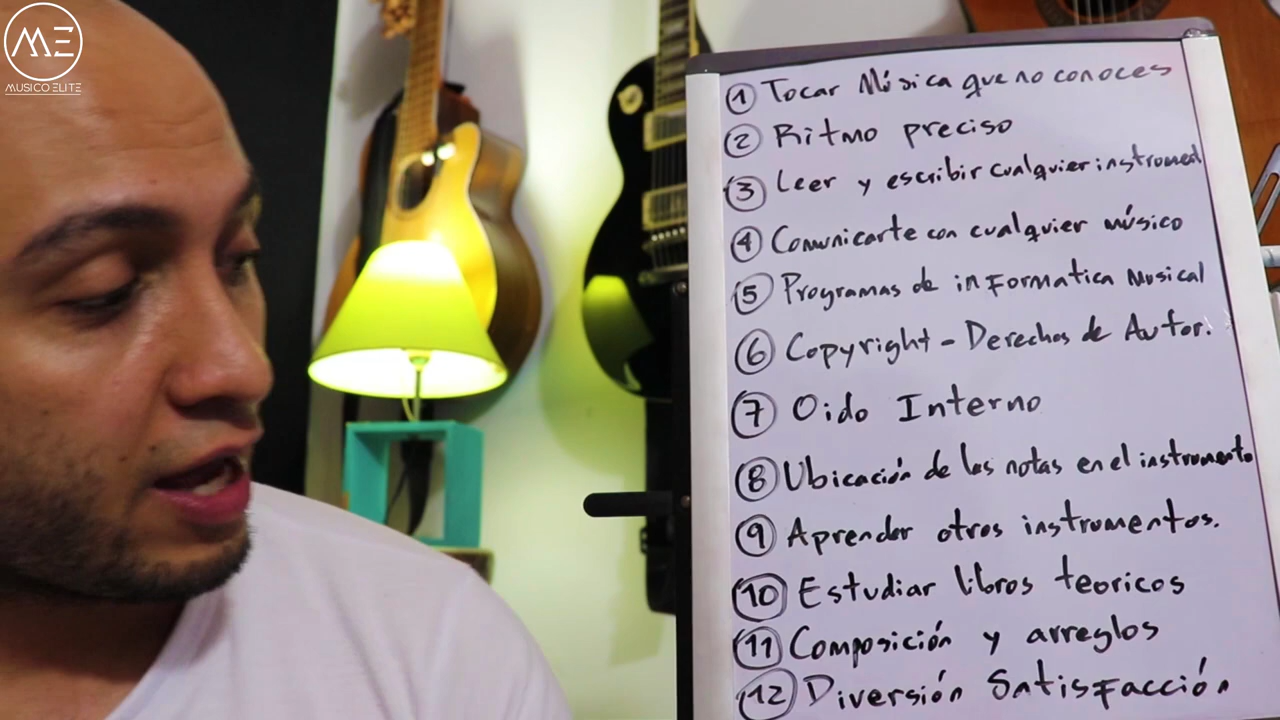 ME
MUSICO ELITE
1 Tocar Música que no conoces
2 Ritmo preciso
3 Leer y escribir cualquier instrument
4 Comunicarte con cualquier músico
5 Programas de informatica Musical
6 Copyright - Derechos de Autor.
7 Oido Interno
8 Ubicación de las notas en el instrumento
9 Aprender otros instrumentos.
10 Estudiar libros teoricos
11 Composición y arreglos
12 Diversión Satisfacción